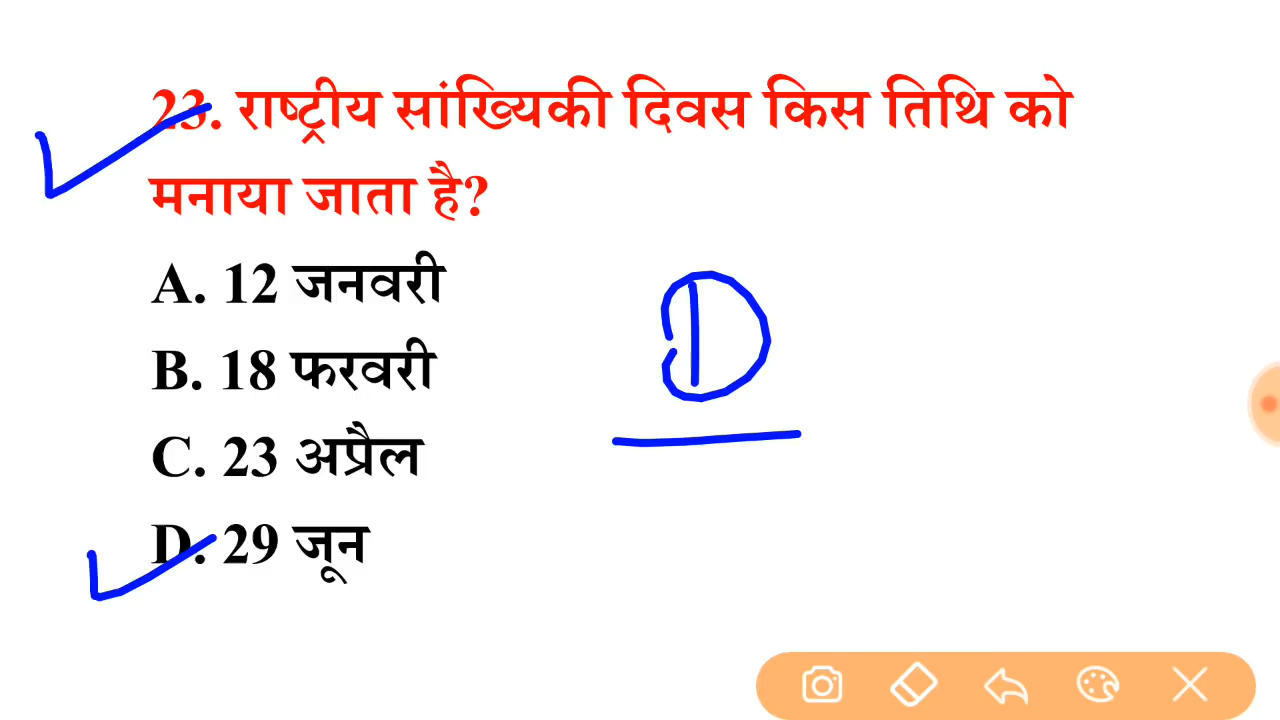 23. राष्ट्रीय सांख्यिकी दिवस किस तिथि को
मनाया जाता है?
A. 12 जनवरी
B. 18 फरवरी
D
C. 23 अप्रैल
D. 29 जून